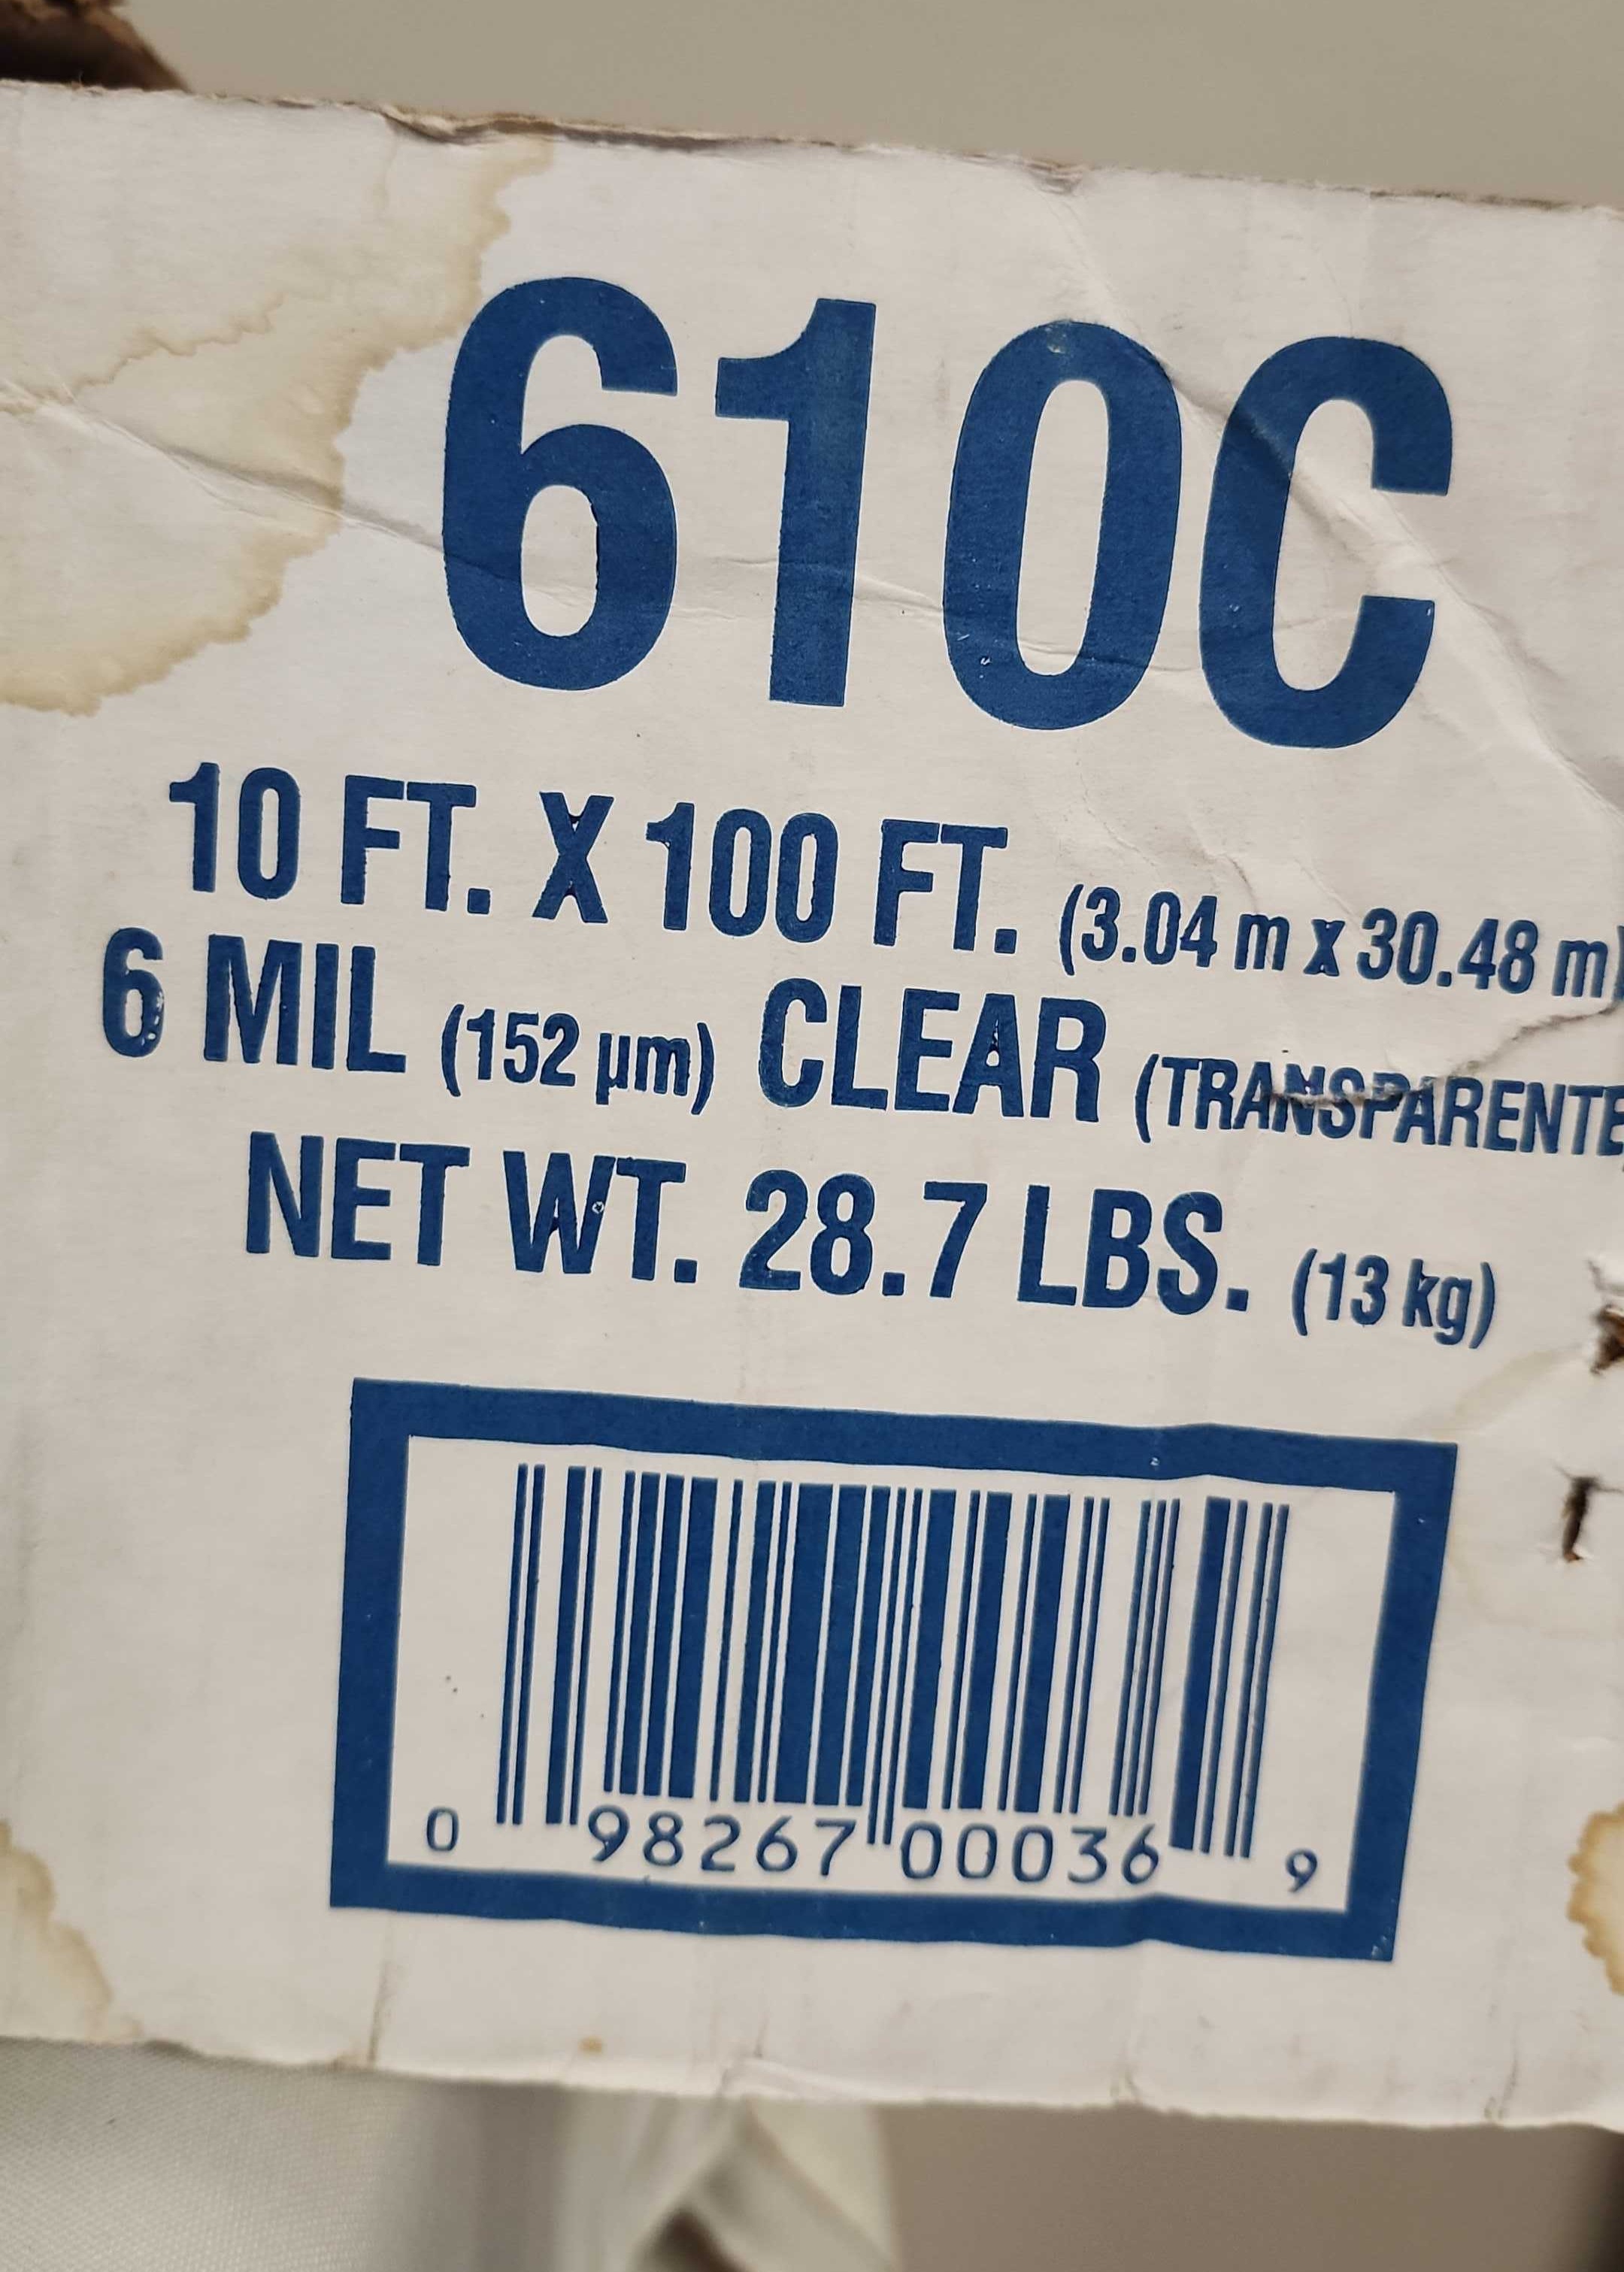 610C
10 FT. X 100 FT. (3.04 m x 30.48 m)
6 MIL (152 µm) CLEAR (TRANSPARENTE)
NET WT. 28.7 LBS. (13 kg)
0 98267 00036 9